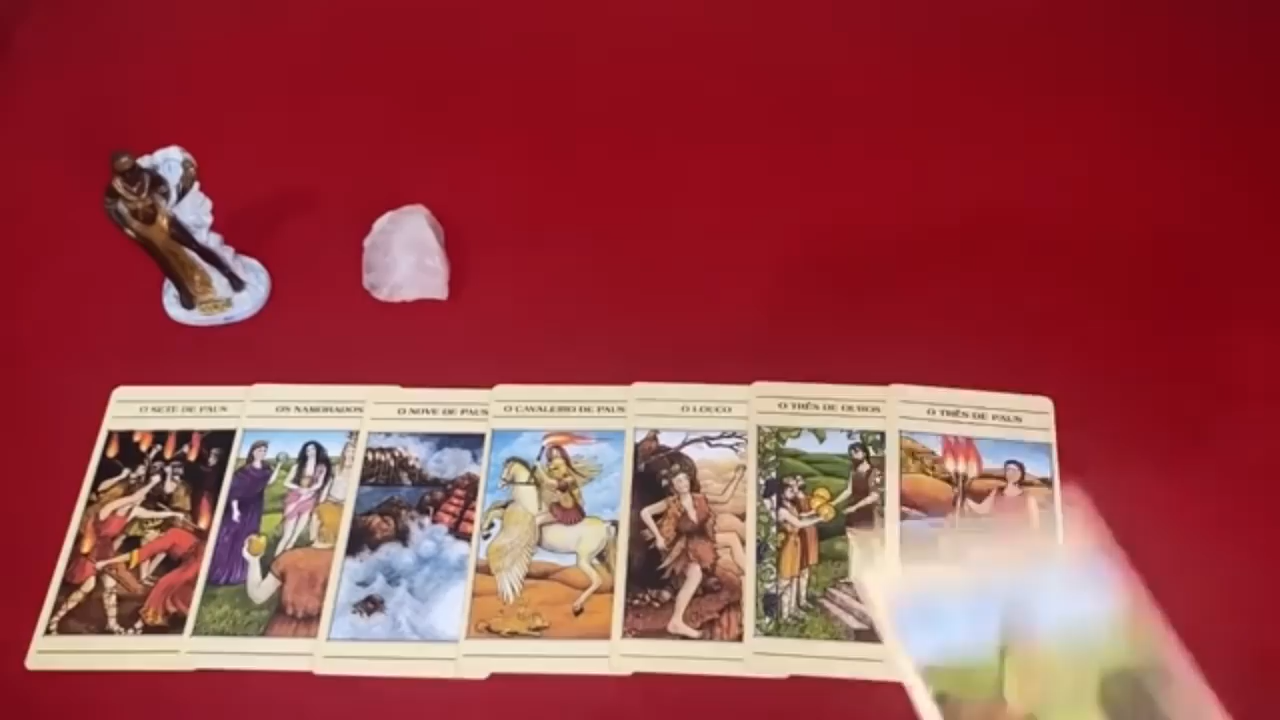 O SETE DE PAUS
OS NAMORADOS
O NOVE DE PAUS
O CAVALEIRO DE PAUS
O LOUCO
O TRÊS DE OUROS
O TRÊS DE PAUS